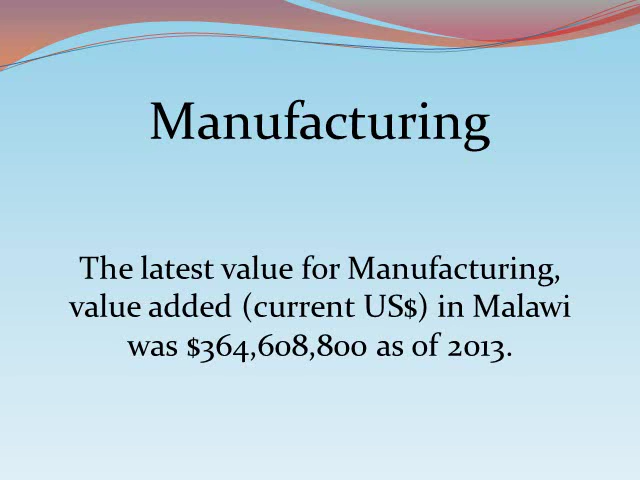 Manufacturing
The latest value for Manufacturing,
value added (current US$) in Malawi
was $364,608,800 as of 2013.